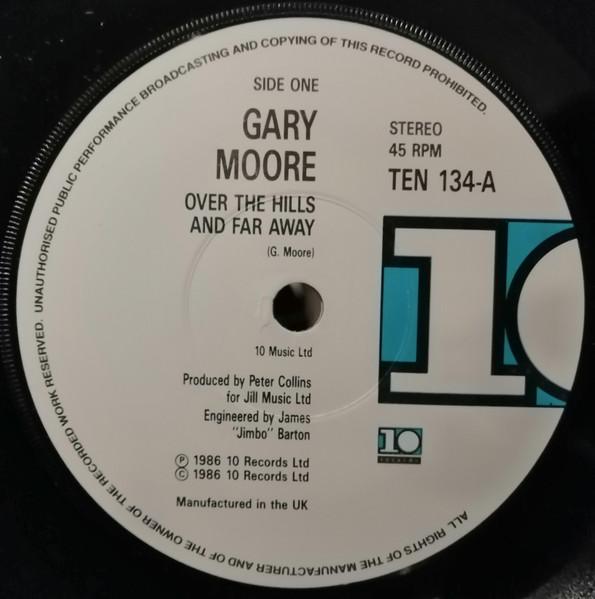 UNAUTHORISED PUBLIC PERFORMANCE BROADCASTING AND COPYING OF THIS RECORD PROHIBITED.
SIDE ONE
GARY
MOORE
OVER THE HILLS
AND FAR AWAY
(G. Moore)
STEREO
45 RPM
TEN 134-A
10
10 Music Ltd
Produced by Peter Collins
for Jill Music Ltd
Engineered by James
"Jimbo" Barton
Ⓟ 1986 10 Records Ltd
© 1986 10 Records Ltd
Manufactured in the UK
10
RECORDS
ALL RIGHTS OF THE MANUFACTURER AND OF THE OWNER OF THE RECORDED WORK RESERVED.